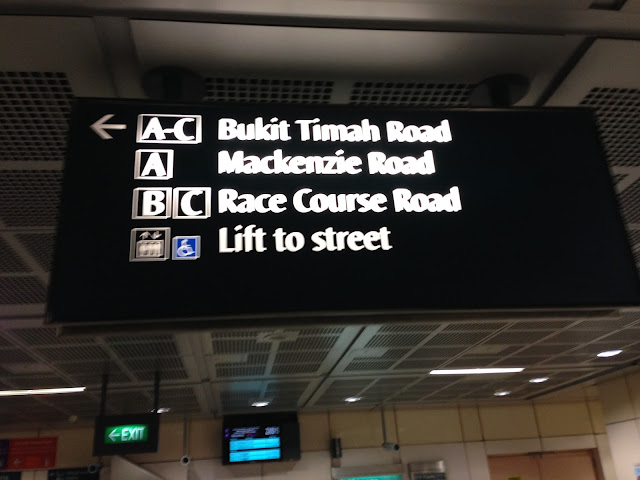 A-C Bukit Timah Road
A Mackenzie Road
B C Race Course Road
Lift to street
EXIT